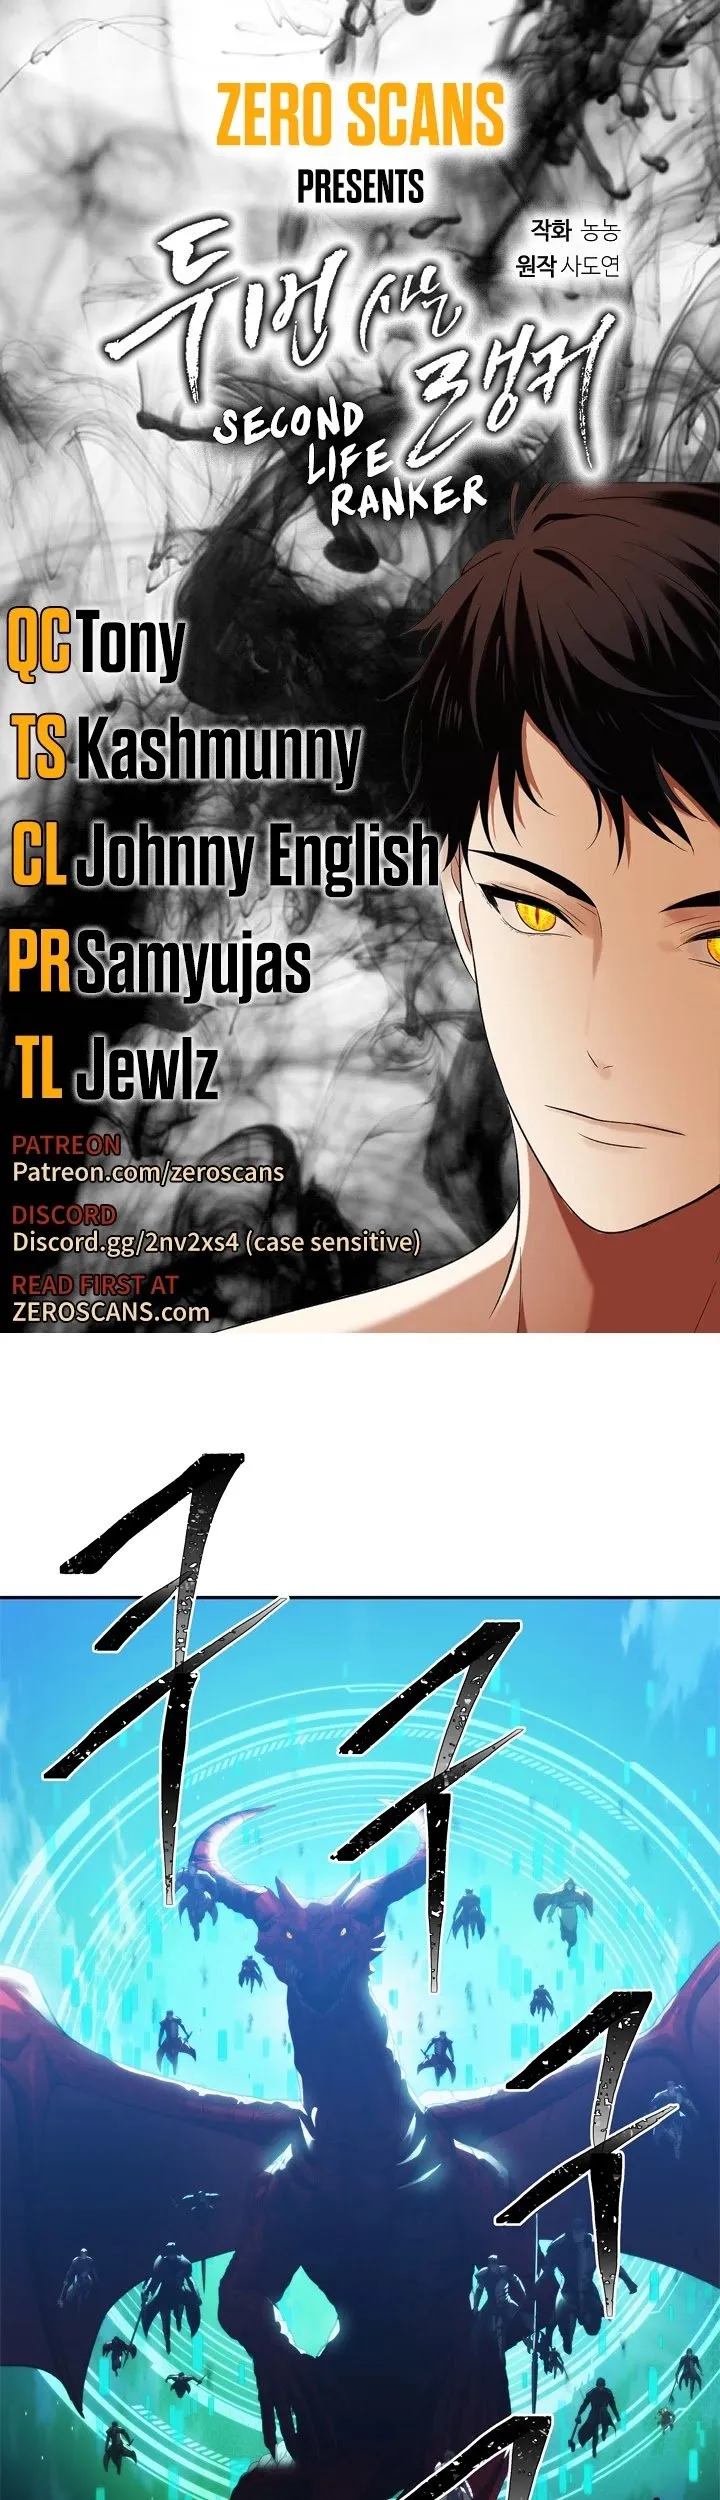 ZERO SCANS
PRESENTS
작화 농농
원작 사도연
두 번 사는
랭커
SECOND
LIFE
RANKER
QC Tony
TS Kashmunny
CL Johnny English
PR Samyujas
TL Jewlz
PATREON
Patreon.com/zeroscans
DISCORD
Discord.gg/2nv2xs4 (case sensitive)
READ FIRST AT
ZEROSCANS.com